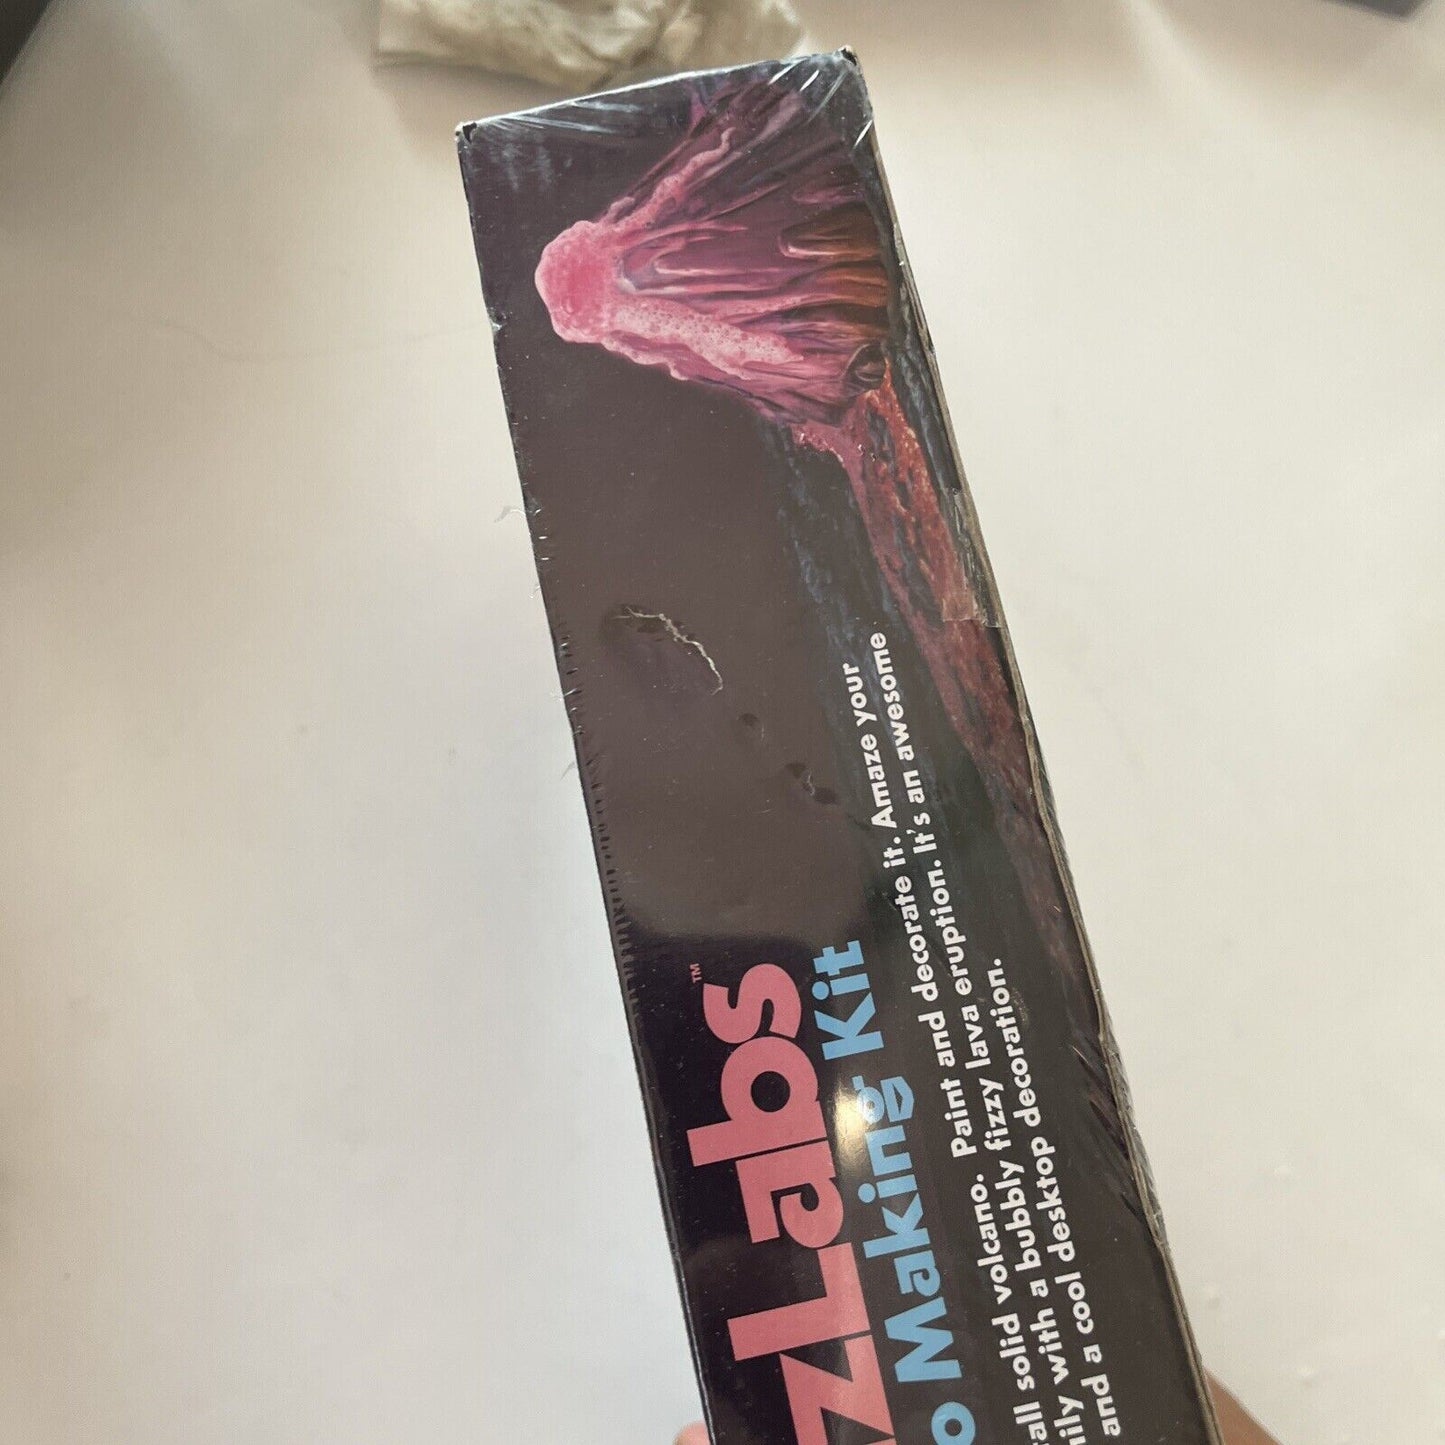 zLabs™
o Making Kit
all solid volcano. Paint and decorate it. Amaze your
ily with a bubbly fizzy lava eruption. It's an awesome
and a cool desktop decoration.